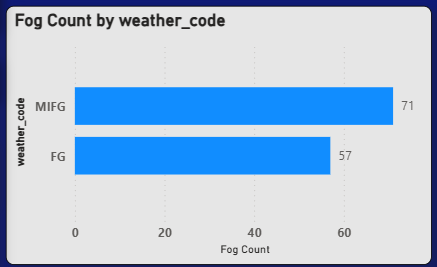 Fog Count by weather_code
weather_code
MIFG
71
FG
57
0 20 40 60
Fog Count